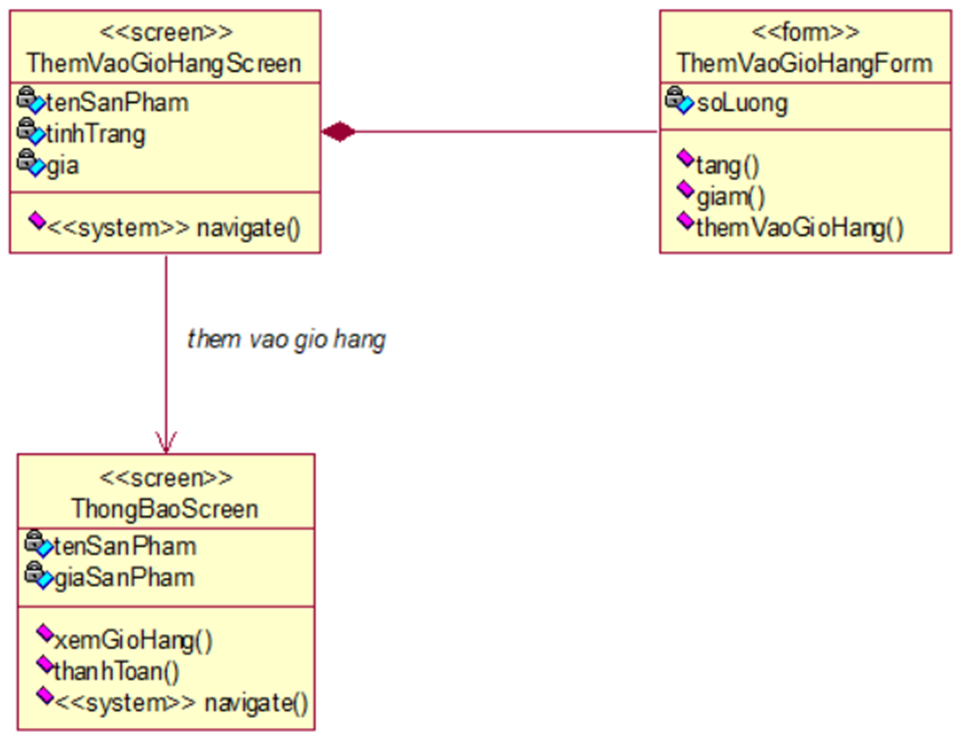 <<screen>>
ThemVaoGioHangScreen
tenSanPham
tinhTrang
gia
<<system>> navigate()
<<form>>
ThemVaoGioHangForm
soLuong
tang()
giam()
themVaoGioHang()
them vao gio hang
<<screen>>
ThongBaoScreen
tenSanPham
giaSanPham
xemGioHang()
thanhToan()
<<system>> navigate()